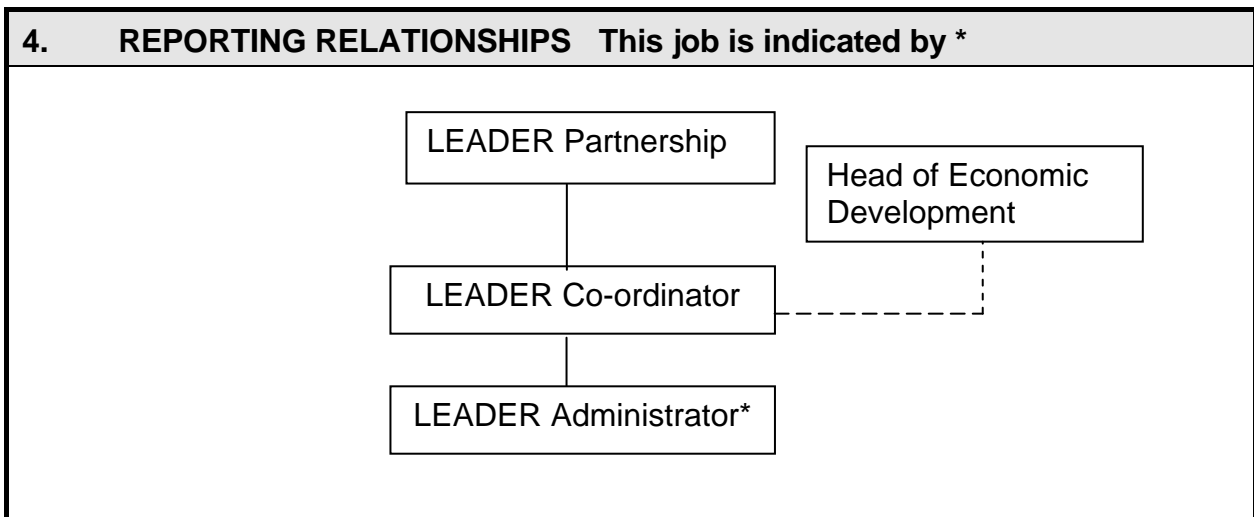 4. REPORTING RELATIONSHIPS This job is indicated by *
LEADER Partnership
Head of Economic
Development
LEADER Co-ordinator
LEADER Administrator*